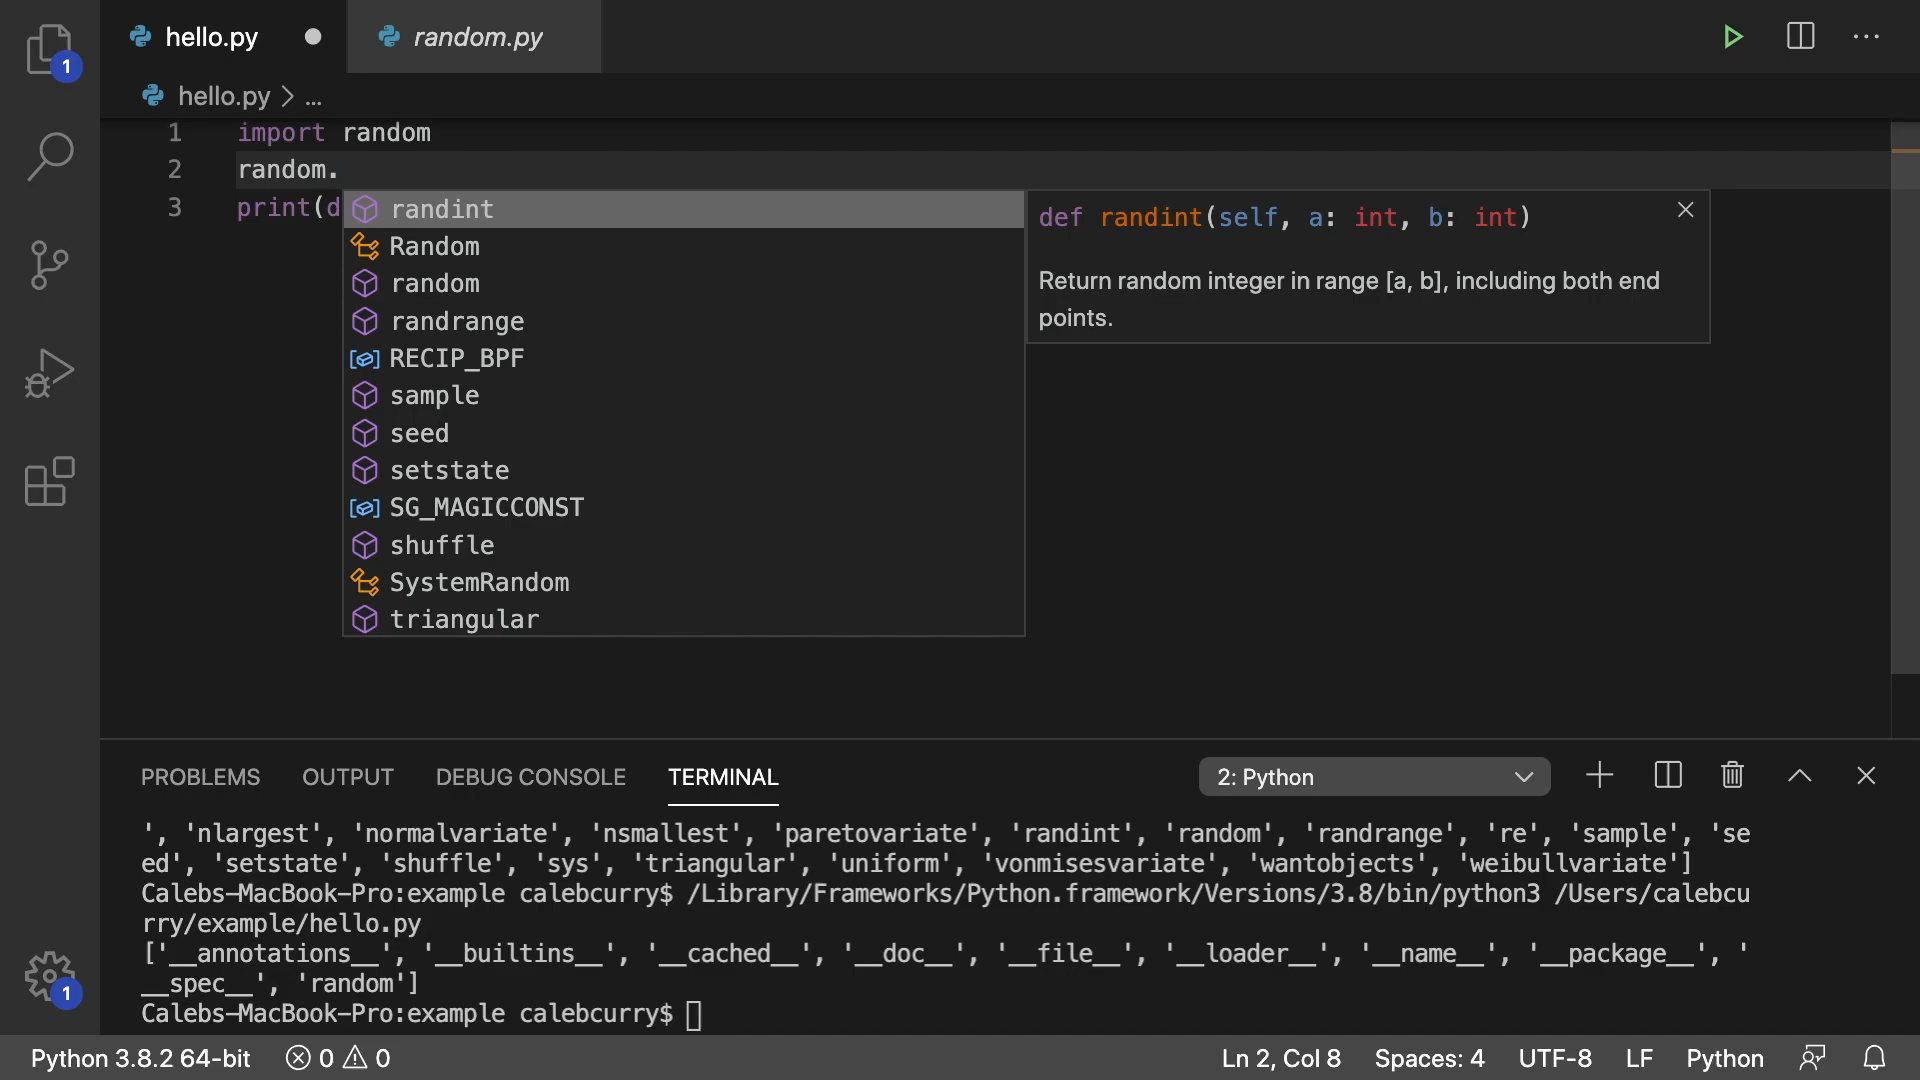 hello.py
random.py
1
hello.py > ...
1 import random
2 random.
3 print(d
randint
Random
random
randrange
RECIP_BPF
sample
seed
setstate
SG_MAGICCONST
shuffle
SystemRandom
triangular
def randint(self, a: int, b: int)
Return random integer in range [a, b], including both end
points.
PROBLEMS OUTPUT DEBUG CONSOLE TERMINAL 2: Python
', 'nlargest', 'normalvariate', 'nsmallest', 'paretovariate', 'randint', 'random', 'randrange', 're', 'sample', 'se
ed', 'setstate', 'shuffle', 'sys', 'triangular', 'uniform', 'vonmisesvariate', 'wantobjects', 'weibullvariate']
Calebs-MacBook-Pro:example calebcurry$ /Library/Frameworks/Python.framework/Versions/3.8/bin/python3 /Users/calebcu
rry/example/hello.py
['__annotations__', '__builtins__', '__cached__', '__doc__', '__file__', '__loader__', '__name__', '__package__', '
__spec__', 'random']
Calebs-MacBook-Pro:example calebcurry$
1
Python 3.8.2 64-bit 0 0 Ln 2, Col 8 Spaces: 4 UTF-8 LF Python